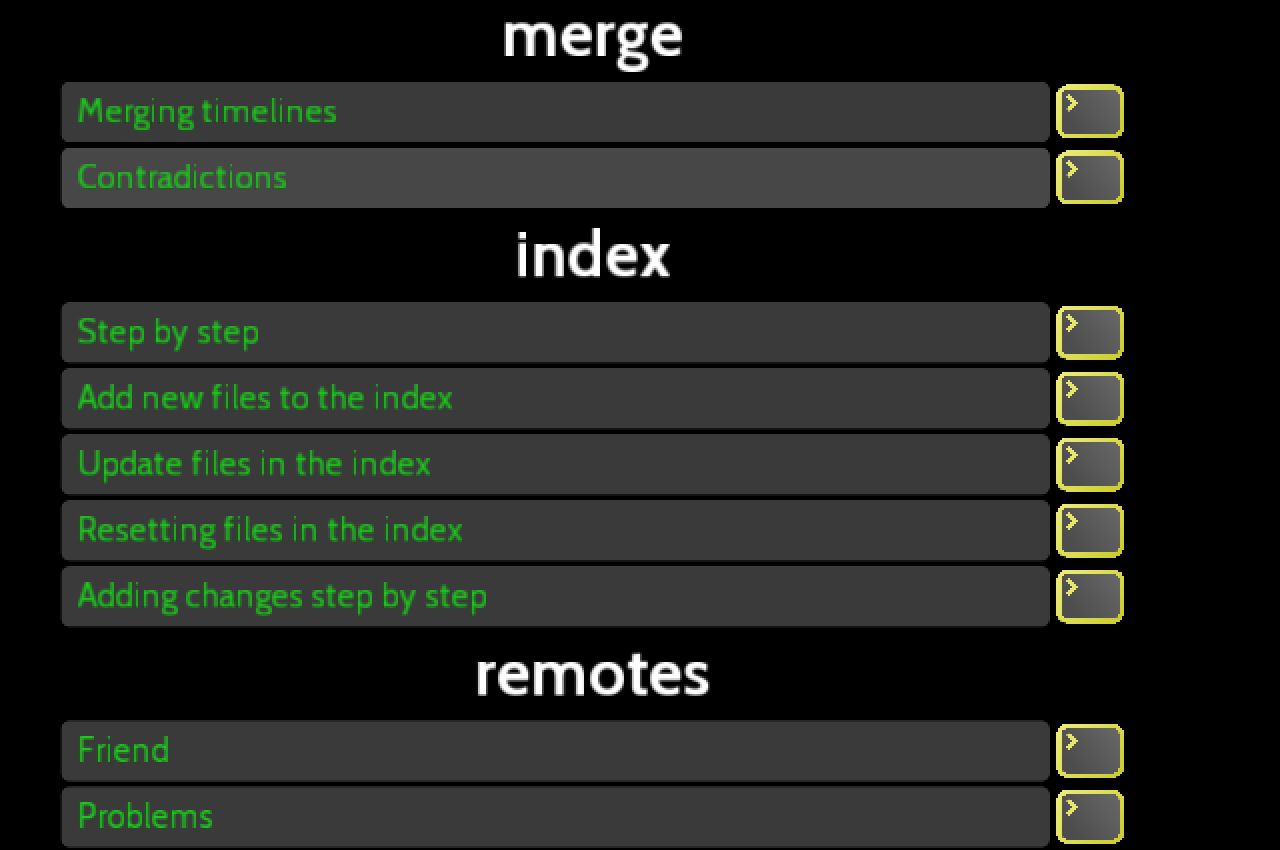 merge
Merging timelines
Contradictions
index
Step by step
Add new files to the index
Update files in the index
Resetting files in the index
Adding changes step by step
remotes
Friend
Problems